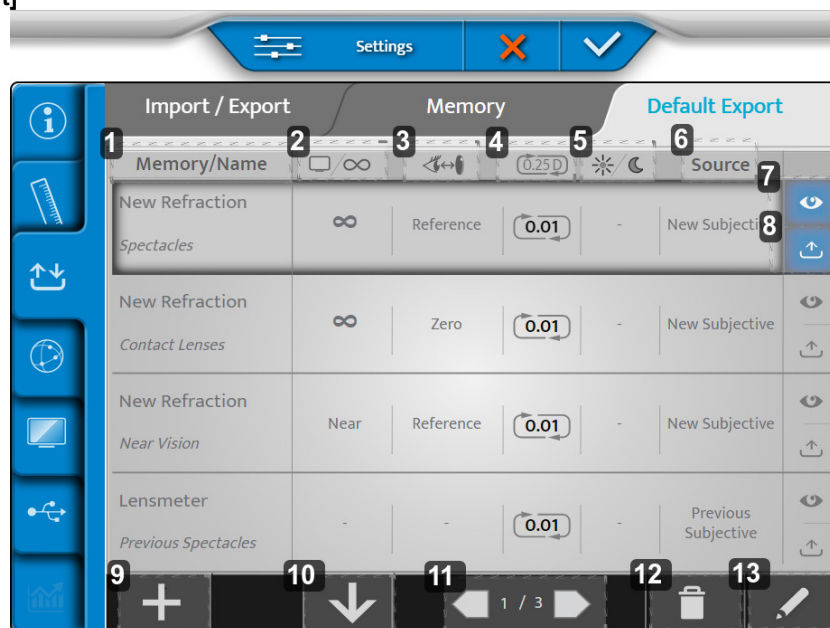 t]
Settings
Import / Export Memory Default Export
1 2 3 4 5 6
Memory/Name /∞ 0.25 D / Source
7
New Refraction
Spectacles
∞ Reference 0.01 - New Subjecti
8
New Refraction
Contact Lenses
∞ Zero 0.01 - New Subjective
New Refraction
Near Vision
Near Reference 0.01 - New Subjective
Lensmeter
Previous Spectacles
- - 0.01 - Previous
Subjective
9 10 11 12 13
1 / 3